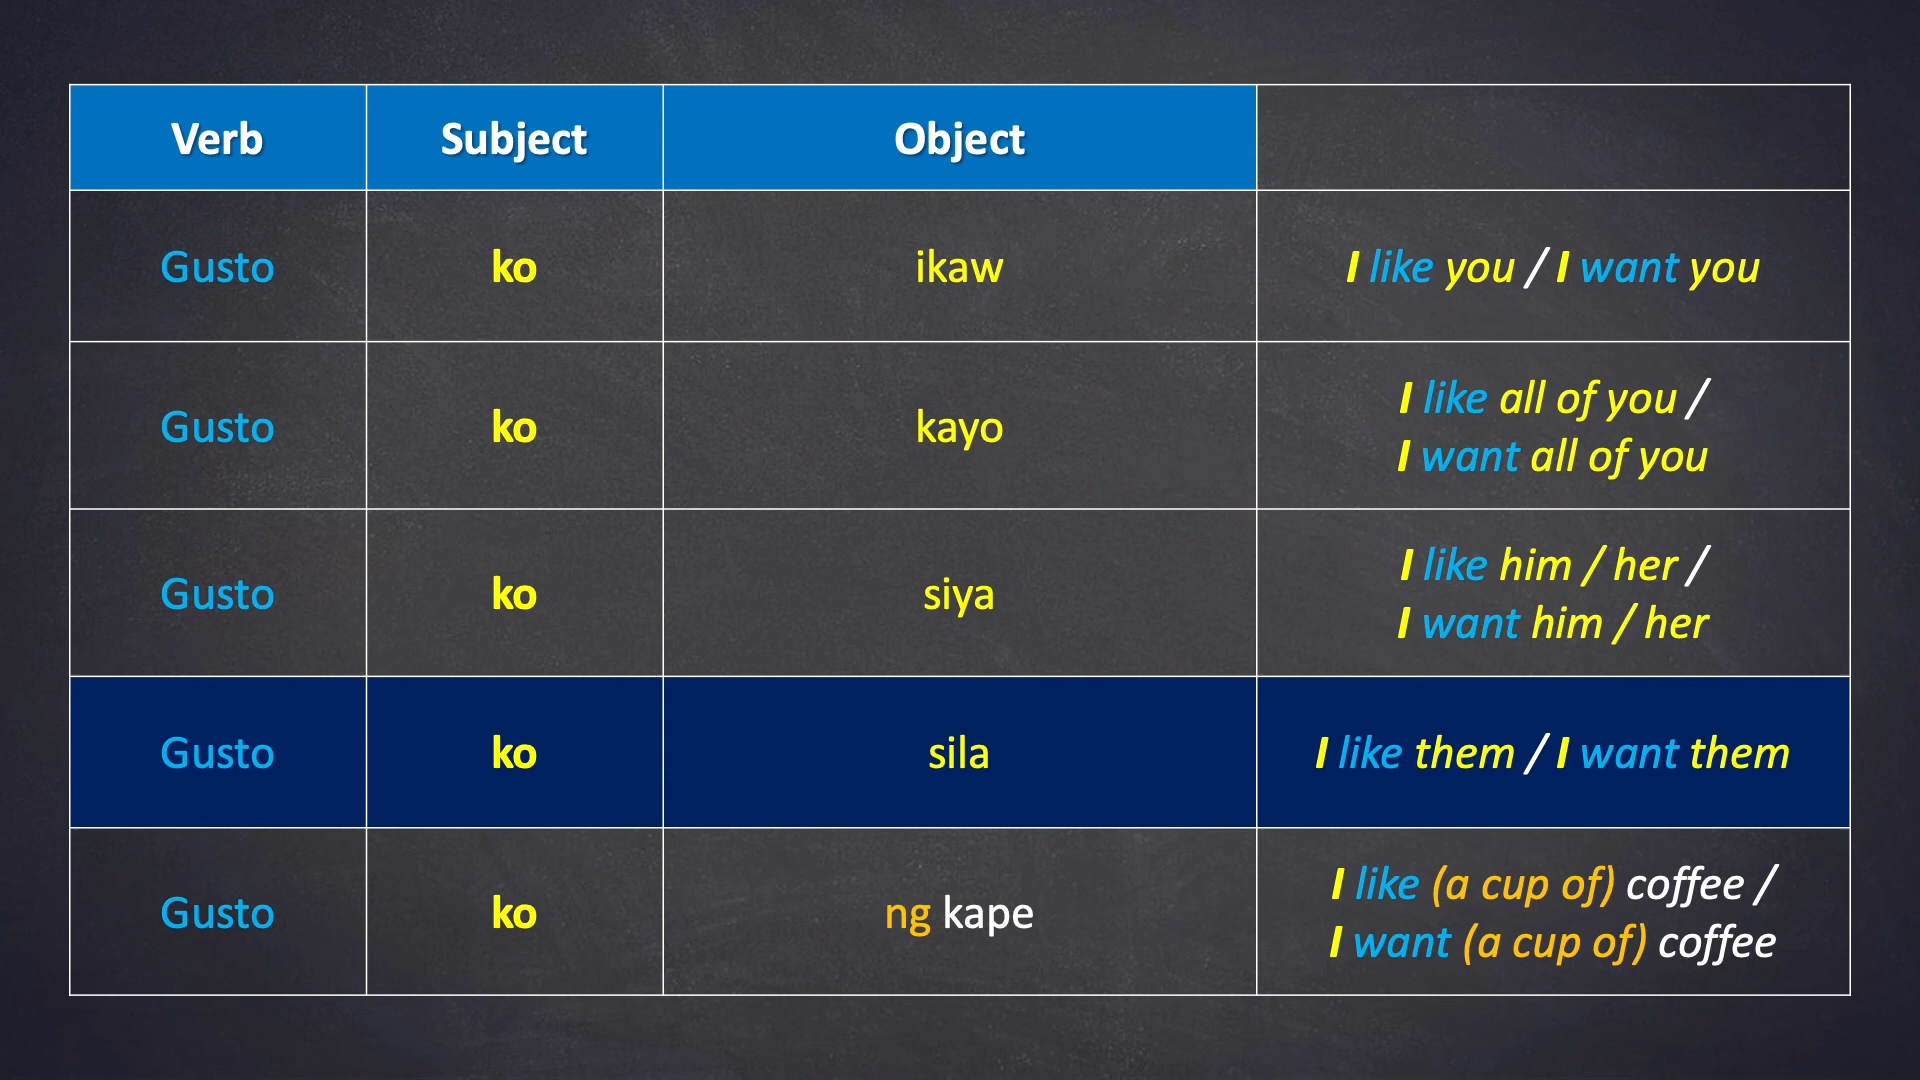 Verb Subject Object
Gusto ko ikaw I like you / I want you
Gusto ko kayo I like all of you /
I want all of you
Gusto ko siya I like him / her /
I want him / her
Gusto ko sila I like them / I want them
Gusto ko ng kape I like (a cup of) coffee /
I want (a cup of) coffee